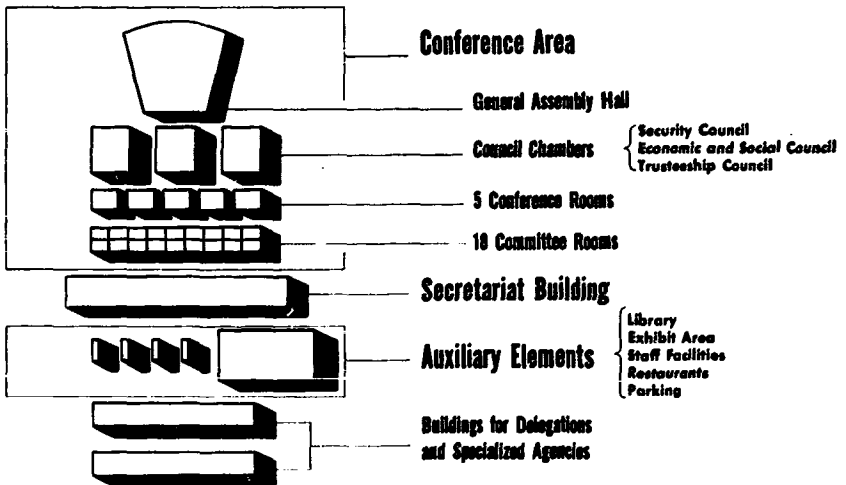 Conference Area
General Assembly Hall
Council Chambers
Security Council
Economic and Social Council
Trusteeship Council
5 Conference Rooms
18 Committee Rooms
Secretariat Building
Auxiliary Elements
Library
Exhibit Area
Staff Facilities
Restaurants
Parking
Buildings for Delegations
and Specialized Agencies